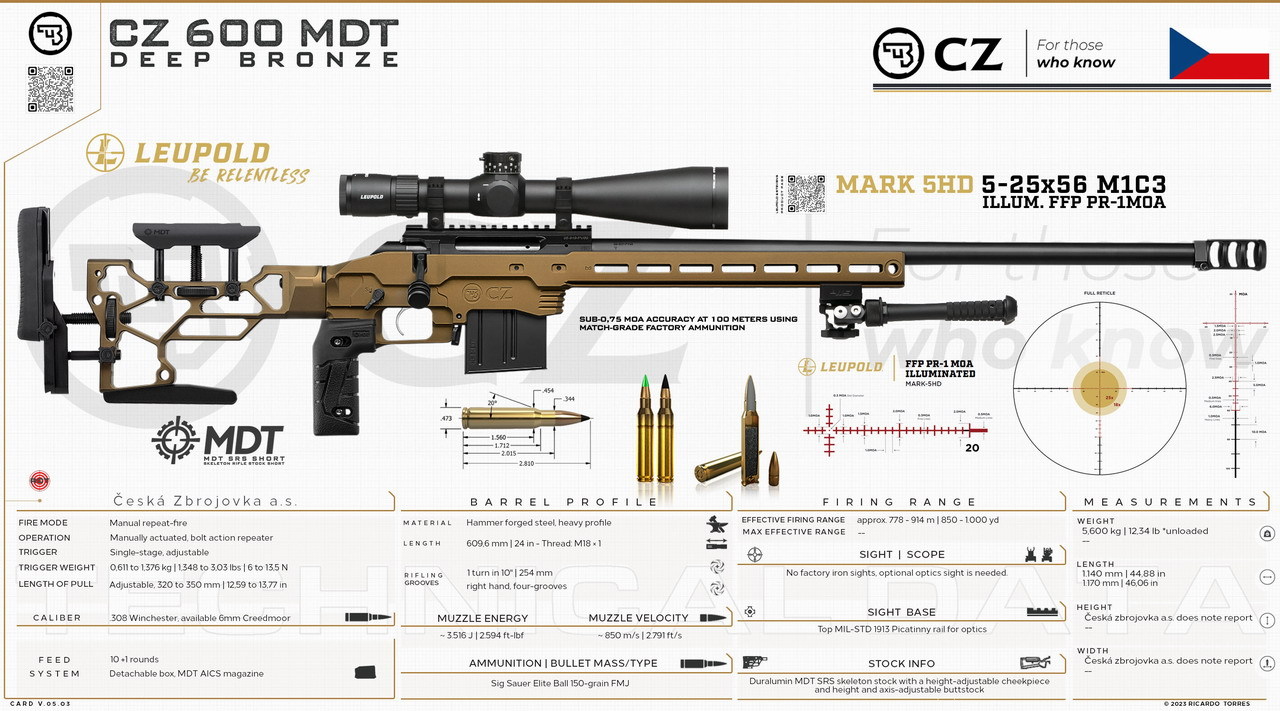 CZ 600 MDT
DEEP BRONZE
CZ
For those
who know
LEUPOLD
BE RELENTLESS
MARK 5HD 5-25x56 M1C3
ILLUM. FFP PR-1MOA
LEUPOLD
MDT
CZ
For those
who know
SUB-0,75 MOA ACCURACY AT 100 METERS USING
MATCH-GRADE FACTORY AMMUNITION
FULL RETICLE
MOA
LEUPOLD
FFP PR-1 MOA
ILLUMINATED
MARK-5HD
20
.473
20°
.454
.344
1.560
1.712
2.015
2.810
MDT
MDT SRS SHORT
SKELETON RIFLE STOCK SHORT
Česká Zbrojovka a.s.
FIRE MODE Manual repeat-fire
OPERATION Manually actuated, bolt action repeater
TRIGGER Single-stage, adjustable
TRIGGER WEIGHT 0.611 to 1.376 kg | 1.348 to 3.03 lbs | 6 to 13.5 N
LENGTH OF PULL Adjustable, 320 to 350 mm | 12,59 to 13.77 in
CALIBER .308 Winchester, available 6mm Creedmoor
FEED 10 +1 rounds
SYSTEM Detachable box, MDT AICS magazine
BARREL PROFILE
MATERIAL Hammer forged steel, heavy profile
LENGTH 609,6 mm | 24 in - Thread: M18 × 1
RIFLING
GROOVES
1 turn in 10" | 254 mm
right hand, four-grooves
MUZZLE ENERGY MUZZLE VELOCITY
~ 3.516 J | 2.594 ft-lbf ~ 850 m/s | 2.791 ft/s
AMMUNITION | BULLET MASS/TYPE
Sig Sauer Elite Ball 150-grain FMJ
FIRING RANGE
EFFECTIVE FIRING RANGE approx. 778 - 914 m | 850 - 1.000 yd
MAX EFFECTIVE RANGE --
SIGHT | SCOPE
No factory iron sights, optional optics sight is needed.
SIGHT BASE
Top MIL-STD 1913 Picatinny rail for optics
STOCK INFO
Duralumin MDT SRS skeleton stock with a height-adjustable cheekpiece
and height and axis-adjustable buttstock
MEASUREMENTS
WEIGHT
5,600 kg | 12,34 lb *unloaded
--
LENGTH
1.140 mm | 44,88 in
1.170 mm | 46,06 in
HEIGHT
Česká zbrojovka a.s. does note report
--
WIDTH
Česká zbrojovka a.s. does note report
--
TECHNICAL DATA
CARD V.05.03
© 2023 RICARDO TORRES